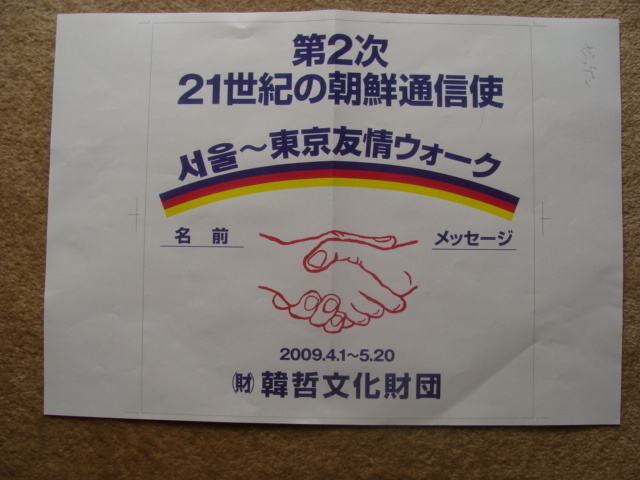 第2次
21世紀の朝鮮通信使
서울～東京友情ウォーク
名前
メッセージ
2009.4.1～5.20
(財)韓哲文化財団